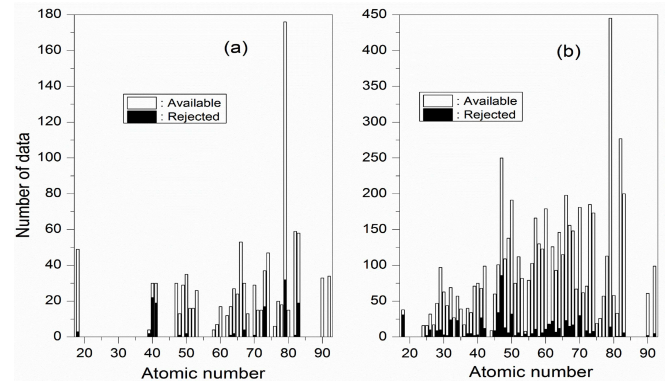 180
160
140
120
100
80
60
40
20
0
Number of data
(a)
: Available
: Rejected
20 30 40 50 60 70 80 90
Atomic number
450
400
350
300
250
200
150
100
50
0
(b)
: Available
: Rejected
20 30 40 50 60 70 80 90
Atomic number